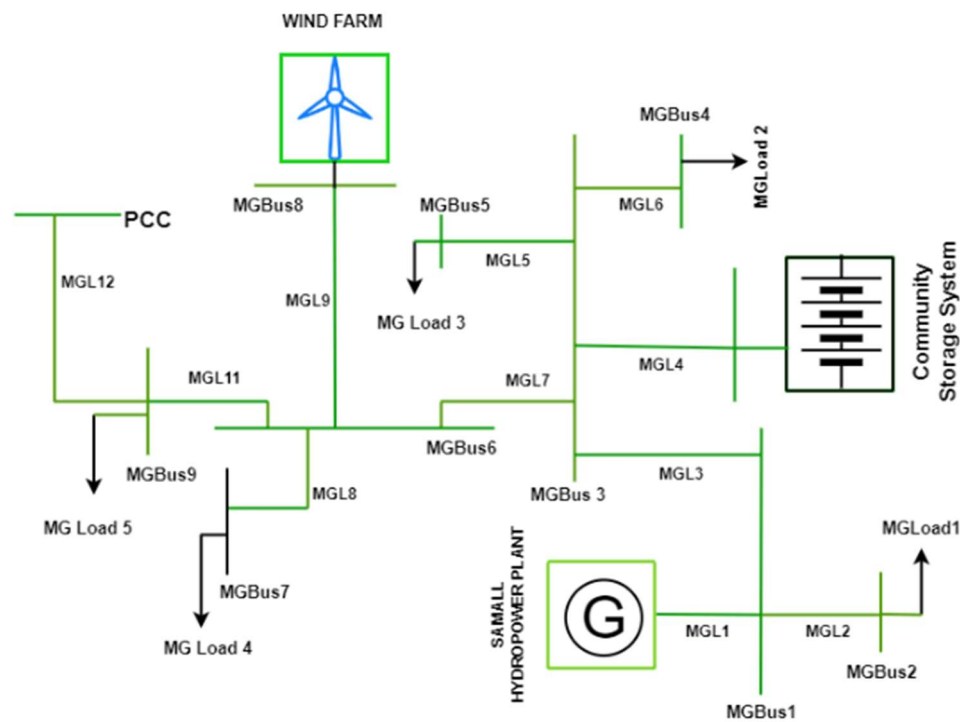 WIND FARM
MGBus4
MGLoad 2
MGBus8
MGBus5
MGL6
PCC
MGL5
MGL12
MGL9
MG Load 3
Community
Storage System
MGL4
MGL11
MGL7
MGBus6
MGBus9
MGL3
MGL8
MGBus 3
MG Load 5
MGLoad1
MGBus7
SAMALL
HYDROPOWER PLANT
G
MGL1
MGL2
MG Load 4
MGBus2
MGBus1